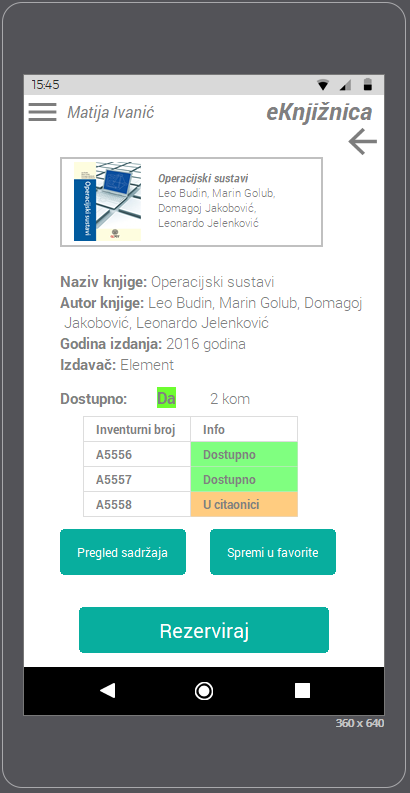 15:45
Matija Ivanić
eKnjižnica
Operacijski sustavi
Operacijski sustavi
Leo Budin, Marin Golub,
Domagoj Jakobović,
Leonardo Jelenković
Naziv knjige: Operacijski sustavi
Autor knjige: Leo Budin, Marin Golub, Domagoj
Jakobović, Leonardo Jelenković
Godina izdanja: 2016 godina
Izdavač: Element
Dostupno: Da 2 kom
Inventurni broj Info
A5556 Dostupno
A5557 Dostupno
A5558 U citaonici
Pregled sadržaja Spremi u favorite
Rezerviraj
360 x 640